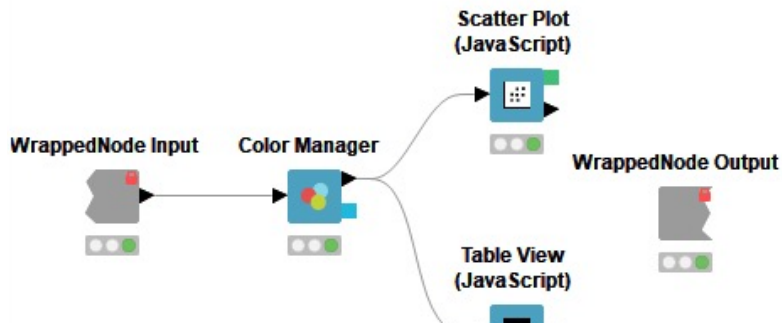 Scatter Plot
(JavaScript)
WrappedNode Input
Color Manager
WrappedNode Output
Table View
(JavaScript)